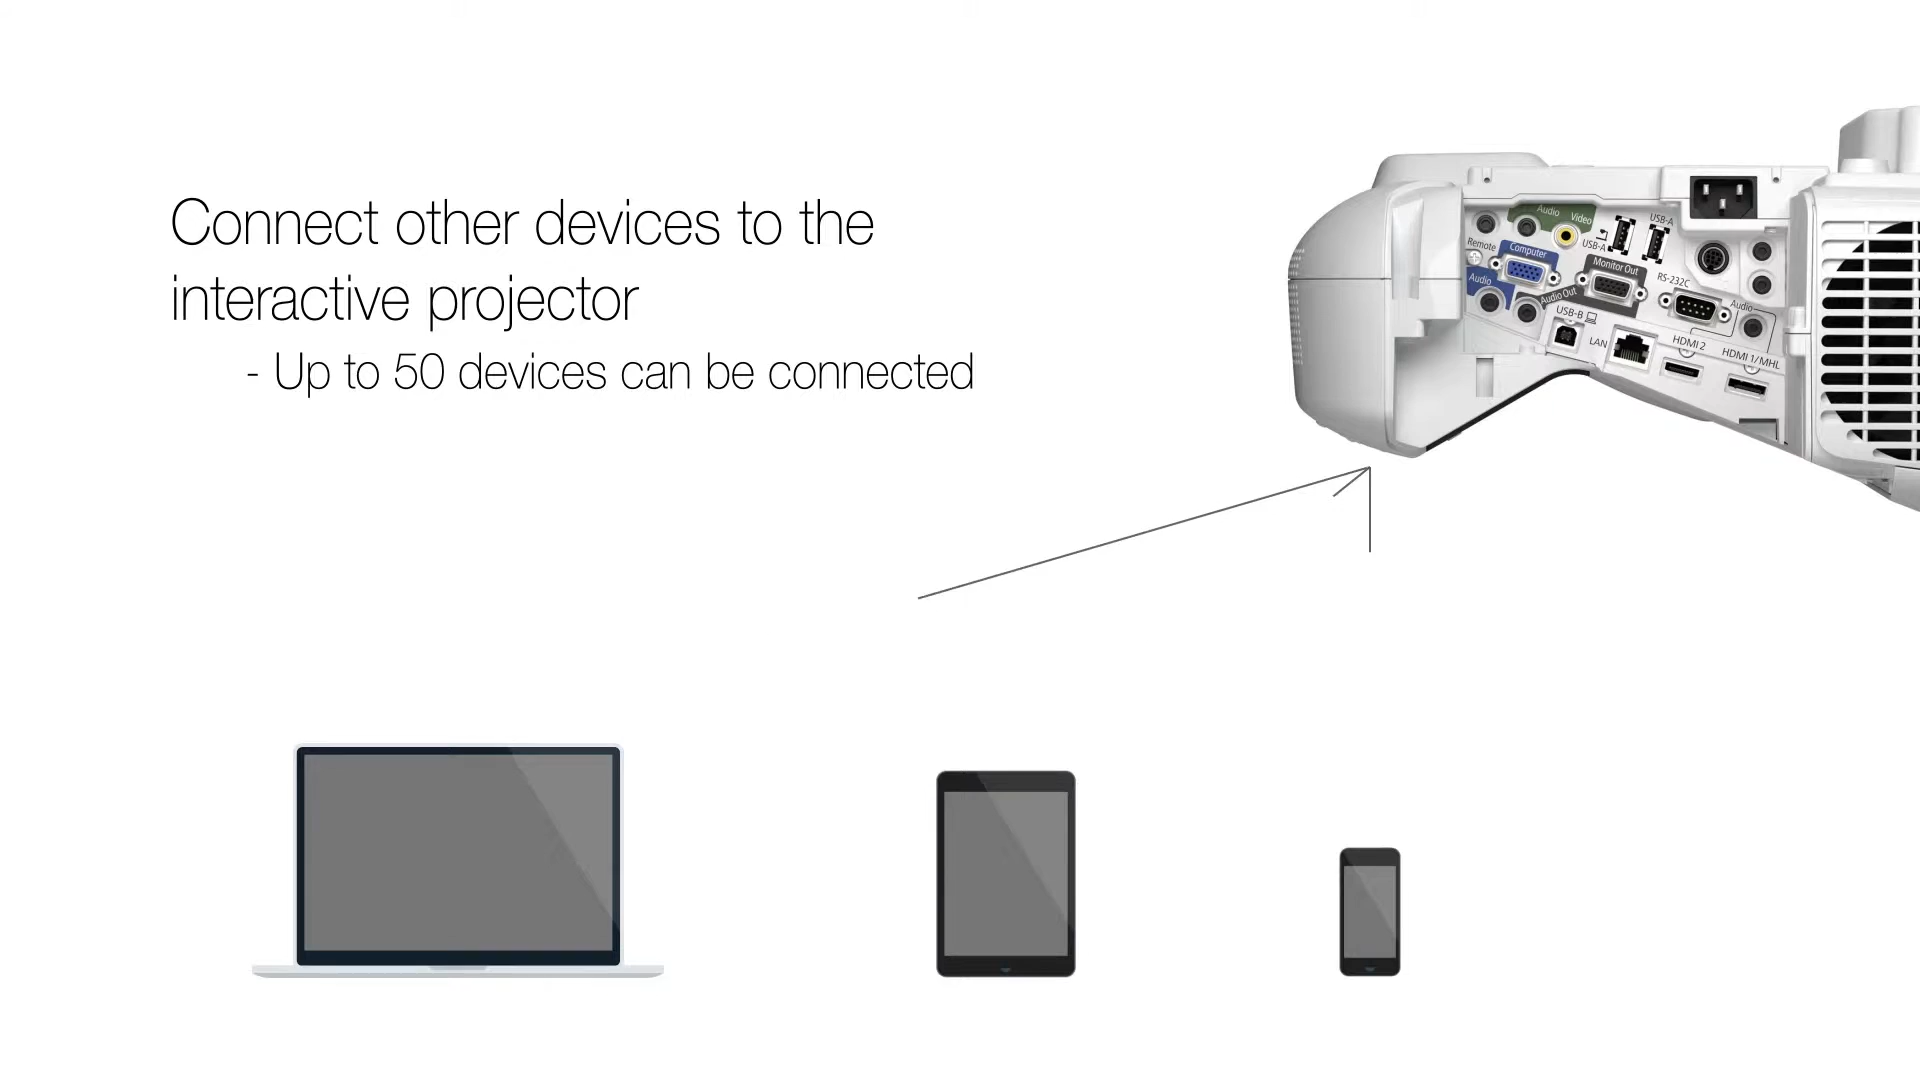 Connect other devices to the
interactive projector
- Up to 50 devices can be connected
Audio
Video
USB-A
USB-A
Remote
Computer
Monitor Out
RS-232C
Audio
Audio Out
Audio
USB-B
LAN
HDMI 2
HDMI 1/MHL